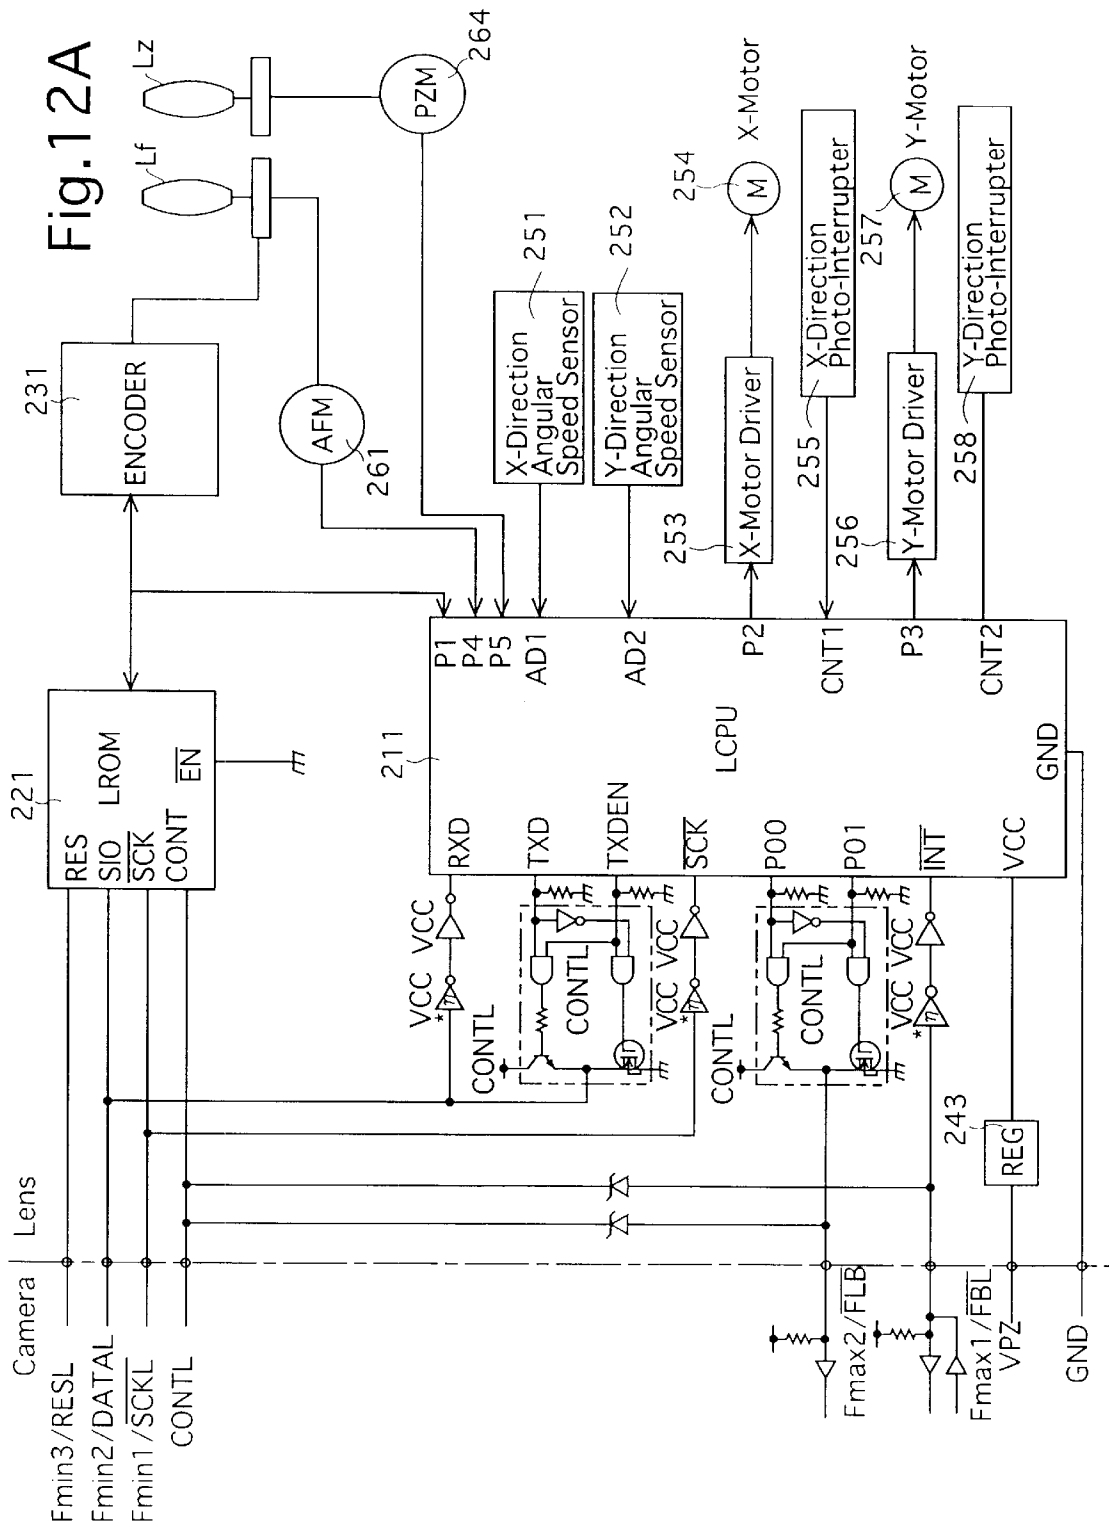 Fig.12A
Camera
Lens
Fmin3/RESL
Fmin2/DATAL
Fmin1/SCKL
CONTL
221
RES
SIO
SCK
CONT
LROM
EN
231
ENCODER
Lf
Lz
AFM
261
PZM
264
211
LCPU
RXD
TXD
TXDEN
SCK
P00
P01
INT
VCC
GND
P1
P4
P5
AD1
AD2
P2
CNT1
P3
CNT2
VCC
*
η
VCC
CONTL
CONTL
VCC
*
η
VCC
CONTL
CONTL
VCC
*
η
VCC
243
REG
X-Direction
Angular
Speed Sensor
251
Y-Direction
Angular
Speed Sensor
252
253
X-Motor Driver
254
M
X-Motor
255
X-Direction
Photo-Interrupter
256
Y-Motor Driver
257
M
Y-Motor
258
Y-Direction
Photo-Interrupter
Fmax2/FLB
Fmax1/FBL
VPZ
GND